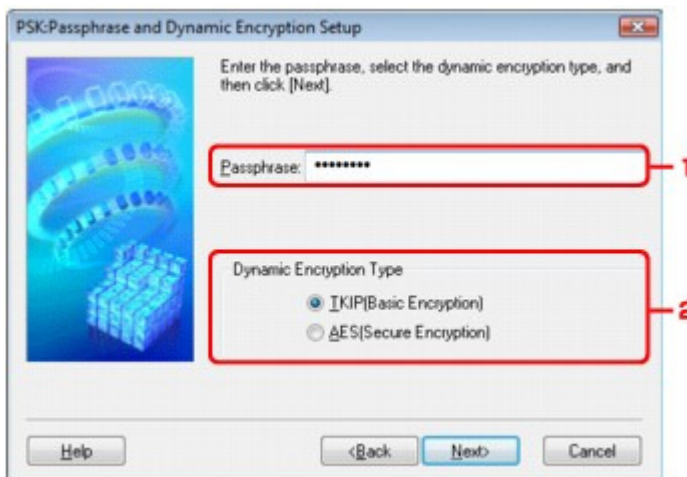 PSK:Passphrase and Dynamic Encryption Setup
Enter the passphrase, select the dynamic encryption type, and
then click [Next].
Passphrase: ••••••••
1
Dynamic Encryption Type
TKIP(Basic Encryption)
AES(Secure Encryption)
2
Help
<Back
Next>
Cancel